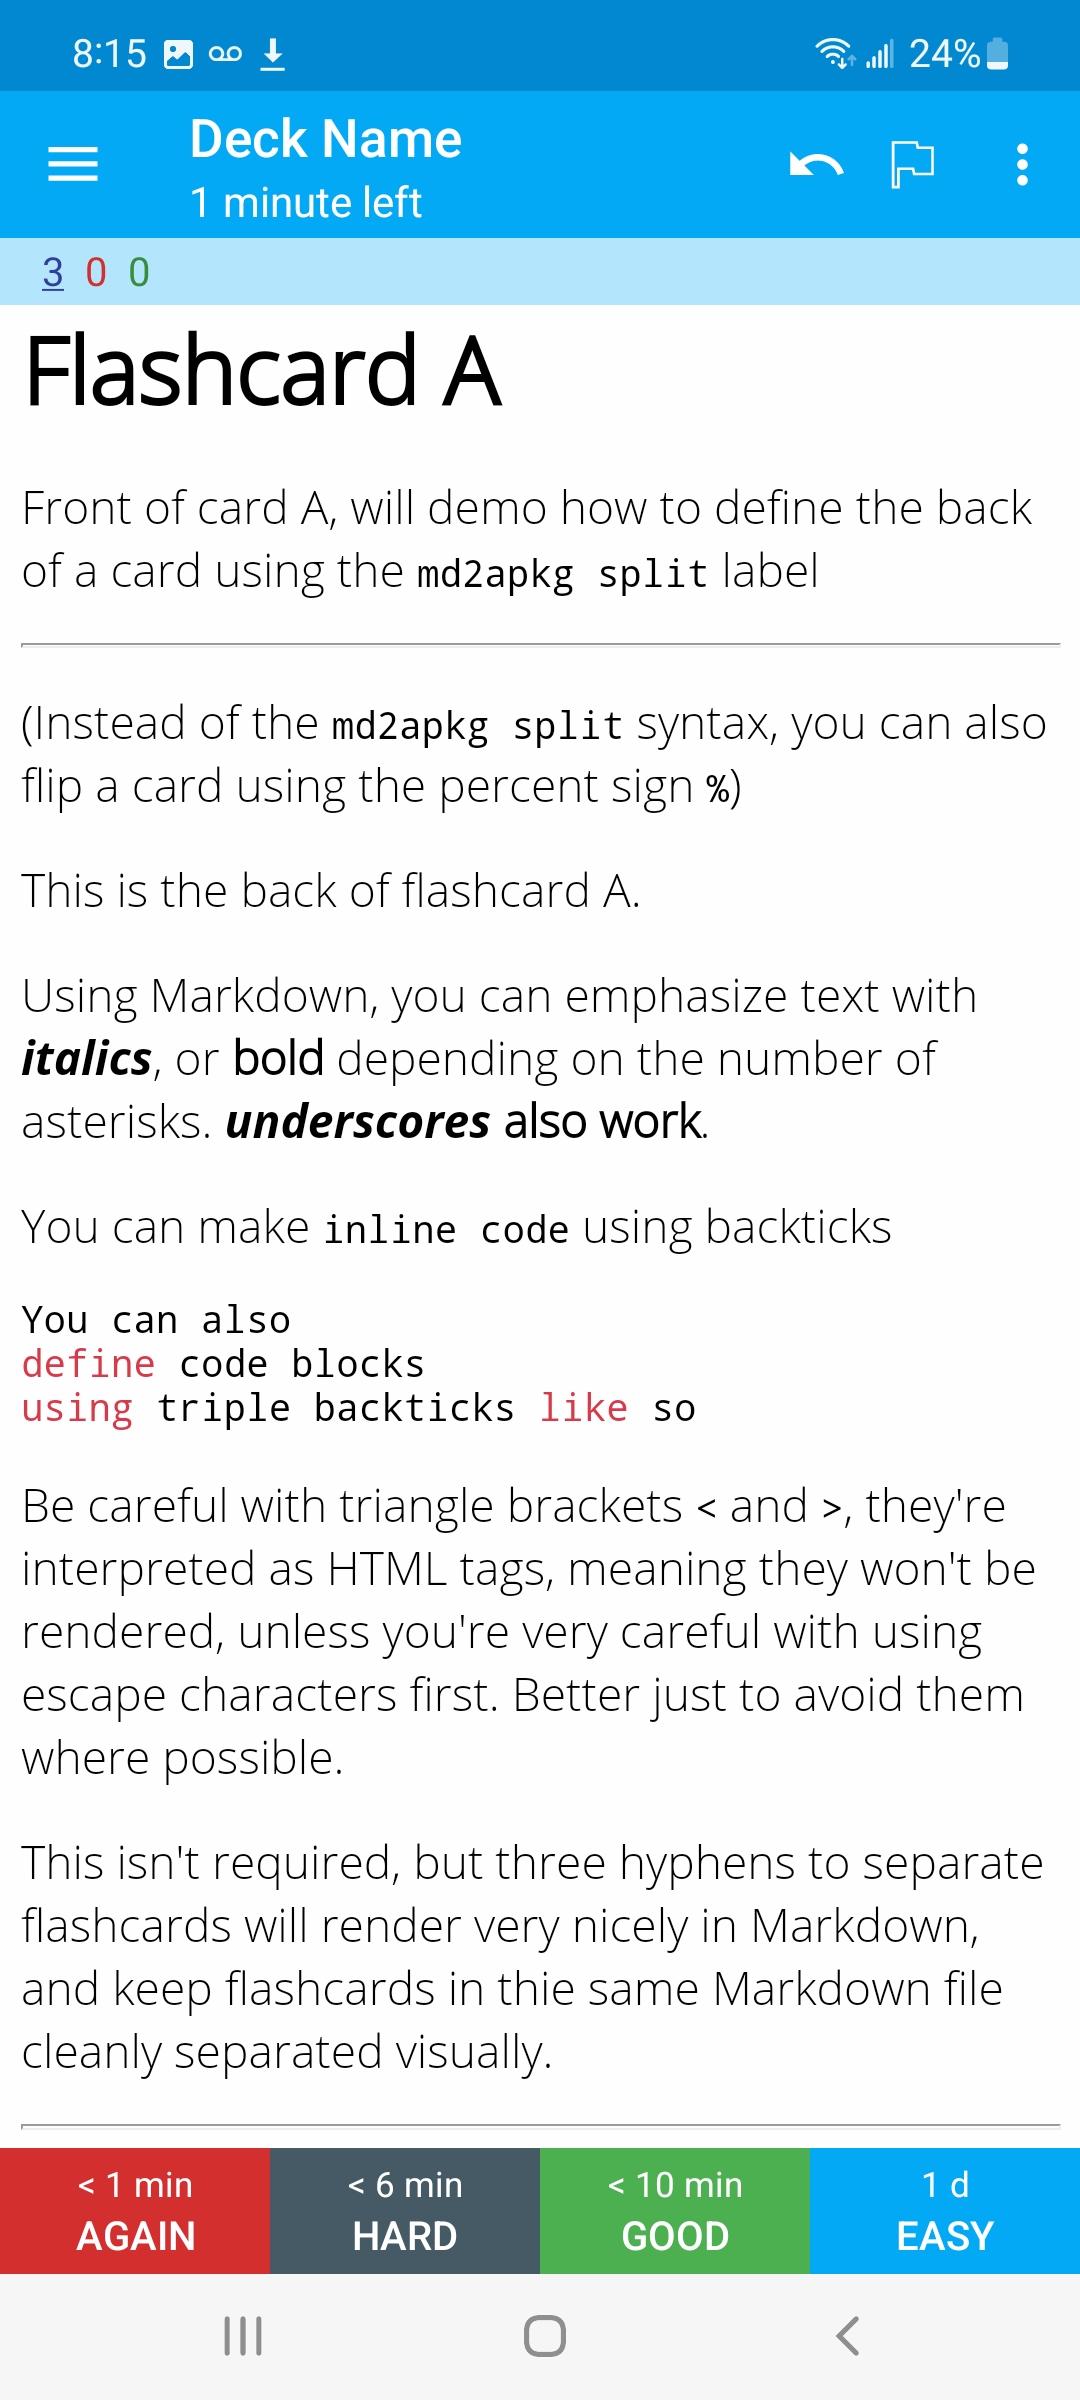 8:15
24%
Deck Name
1 minute left
3 0 0
Flashcard A
Front of card A, will demo how to define the back
of a card using the md2apkg split label
(Instead of the md2apkg split syntax, you can also
flip a card using the percent sign %)
This is the back of flashcard A.
Using Markdown, you can emphasize text with
italics, or bold depending on the number of
asterisks. underscores also work.
You can make inline code using backticks
You can also
define code blocks
using triple backticks like so
Be careful with triangle brackets < and >, they're
interpreted as HTML tags, meaning they won't be
rendered, unless you're very careful with using
escape characters first. Better just to avoid them
where possible.
This isn't required, but three hyphens to separate
flashcards will render very nicely in Markdown,
and keep flashcards in thie same Markdown file
cleanly separated visually.
< 1 min < 6 min < 10 min 1 d
AGAIN HARD GOOD EASY